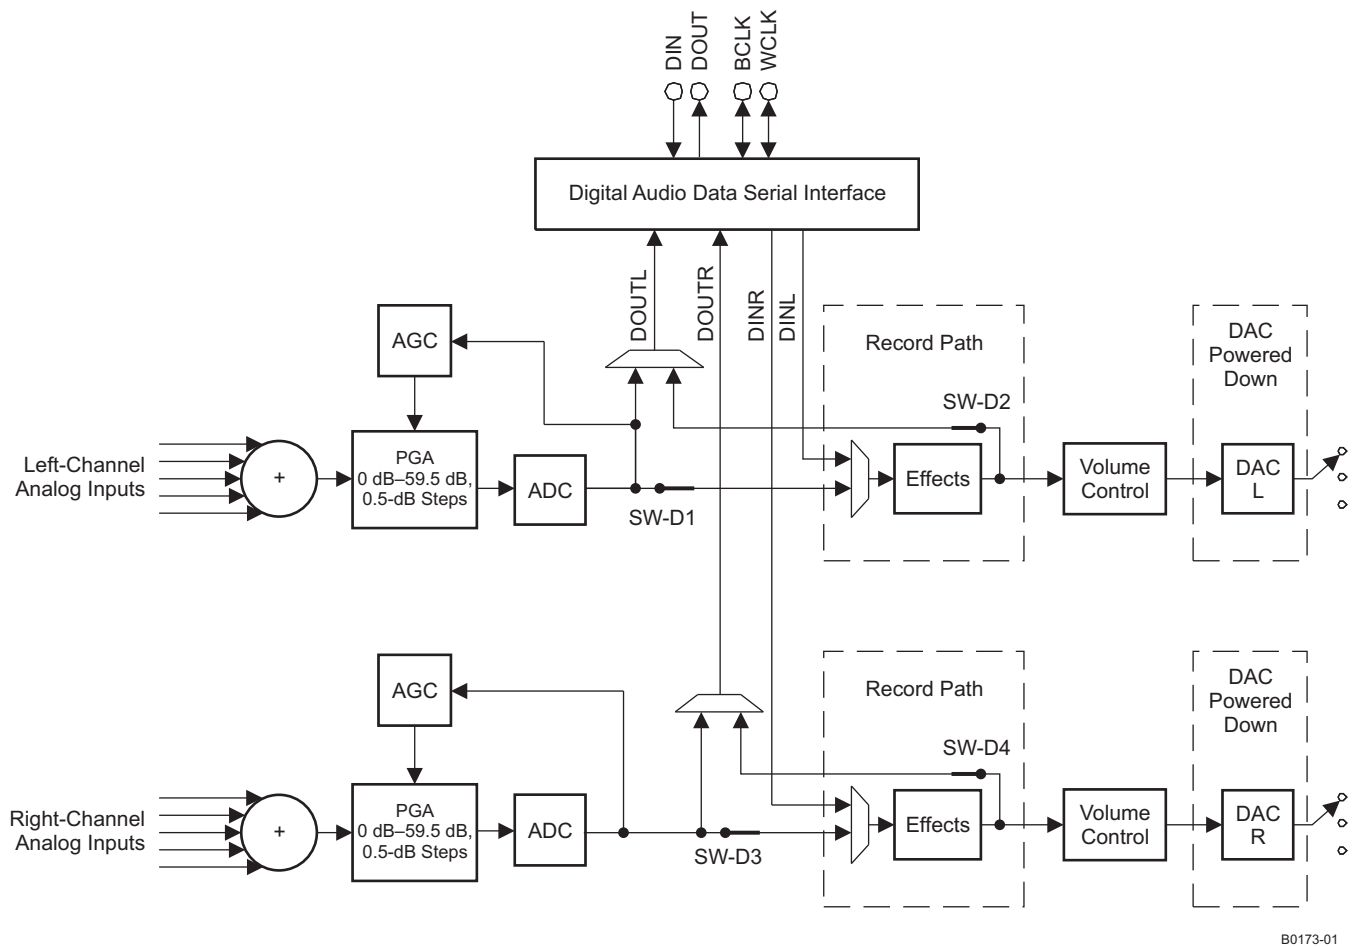 DIN
DOUT
BCLK
WCLK
Digital Audio Data Serial Interface
DOUTL
DOUTR
DINR
DINL
AGC
Record Path
DAC
Powered
Down
SW-D2
Left-Channel
Analog Inputs
+
PGA
0 dB–59.5 dB,
0.5-dB Steps
ADC
SW-D1
Effects
Volume
Control
DAC
L
AGC
Record Path
DAC
Powered
Down
SW-D4
Right-Channel
Analog Inputs
+
PGA
0 dB–59.5 dB,
0.5-dB Steps
ADC
SW-D3
Effects
Volume
Control
DAC
R
B0173-01